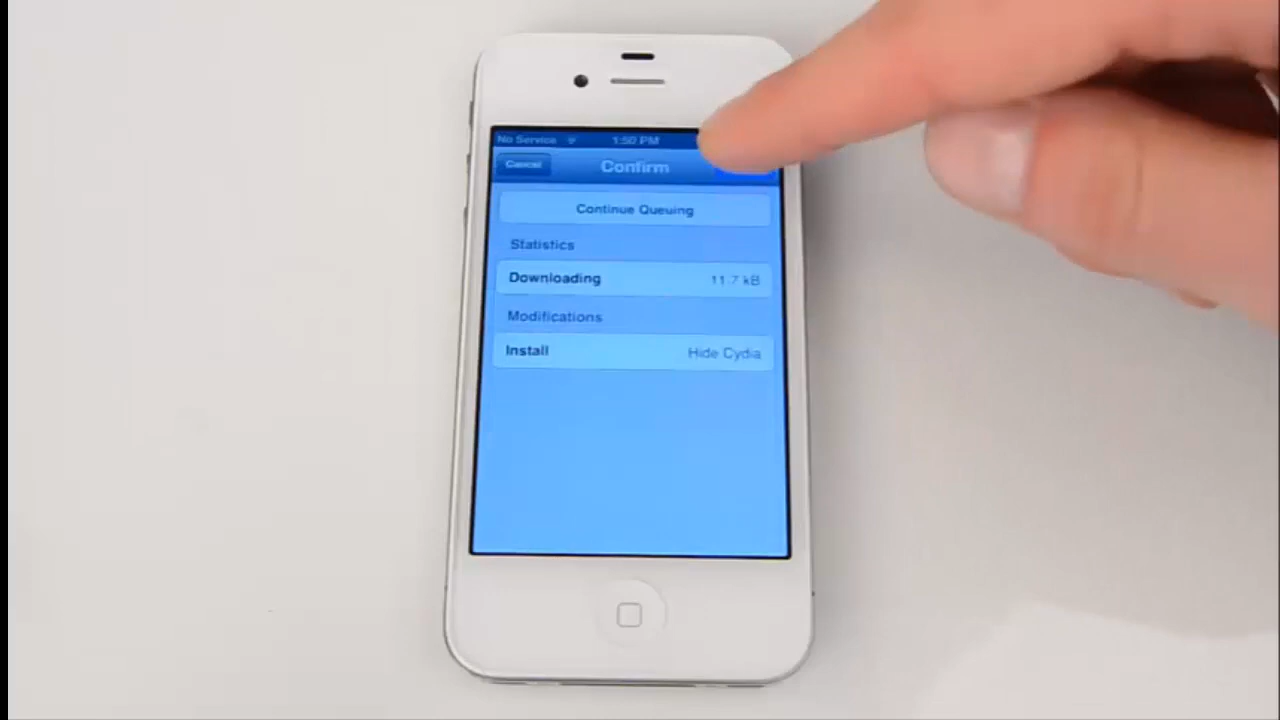 No Service 1:50 PM
Cancel Confirm
Continue Queuing
Statistics
Downloading 11.7 kB
Modifications
Install Hide Cydia